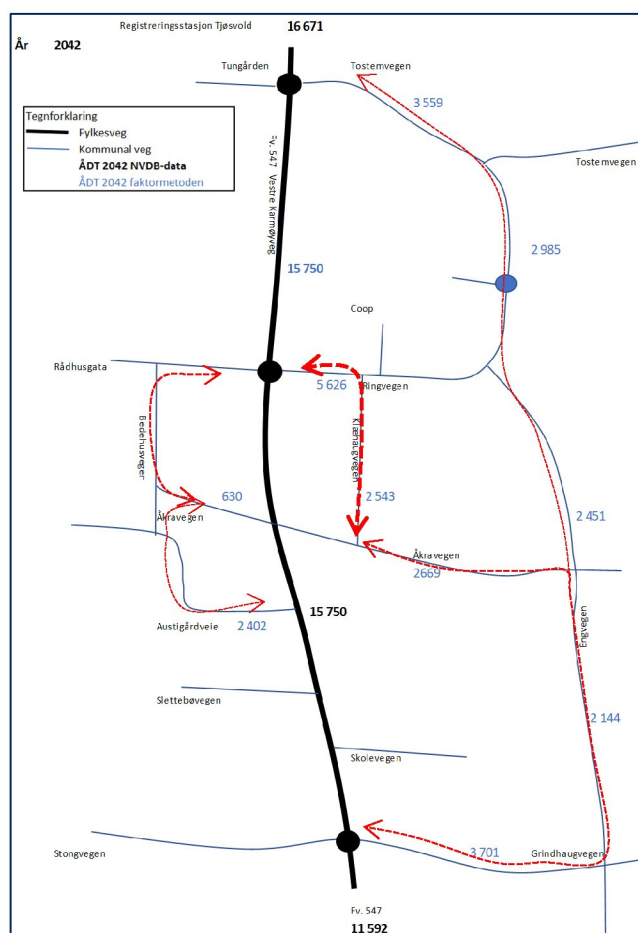 Registreringsstasjon Tjøsvold
16 671
År 2042
Tungården
Tostemvegen
3 559
Tegnforklaring
Fylkesveg
Kommunal veg
ÅDT 2042 NVDB-data
ÅDT 2042 faktormetoden
Fv. 547 Vestre Karmøyveg
Tostemvegen
2 985
15 750
Coop
Rådhusgata
5 626
Ringvegen
Bedehusveger
Klæhaugvegen
630
2 543
Åkravegen
2 451
Åkravegen
2669
Engvegen
15 750
Austigårdveie
2 402
Slettebøvegen
2 144
Skolevegen
Stongvegen
3 701
Grindhaugvegen
Fv. 547
11 592